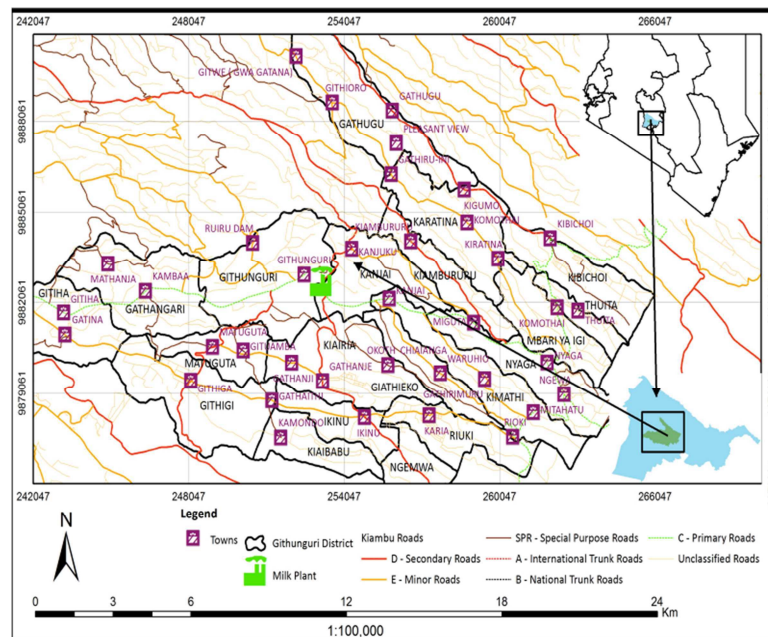 242047 248047 254047 260047 266047
9888061
9885061
9882061
9879061
GITWE ( GWA GATANA)
GITHIORO
GATHUGU
GATHUGU
PLEASANT VIEW
GATHIRU-INI
KIGUMO
KARATINA
KOMOTHAI
KIBICHOI
RUIRU DAM
KIAMBURURU
KANJUKU
KIRATINA
MATHANJA
KAMBAA
GITHUNGURI
GITHUNGURI
KANJAI
KIAMBURURU
KIBICHOI
GITIHA
GITIHA
GATHANGARI
KANJAI
KOMOTHAI
THUITA
THUITA
GATINA
MIGUTA
MBARI YA IGI
MATUGUTA
GITHAMBA
KIAIRIA
OKOTH-CHAIANGA
WARUHIO
NYAGA
NYAGA
MATUGUTA
GATHANJI
GATHANJE
NGEWA
GITHIGA
GIATHIEKO
GATHIRIMURU
KIMATHI
GITHIGI
GATHAITHI
IKINU
MITAHATU
KAMONDO
IKINU
KARIA
RIUKI
RIOKI
KIAIBABU
NGEMWA
242047 248047 254047 260047 266047
N
Legend
Towns
Githunguri District
Milk Plant
Kiambu Roads
D - Secondary Roads
E - Minor Roads
SPR - Special Purpose Roads
A - International Trunk Roads
B - National Trunk Roads
C - Primary Roads
Unclassified Roads
0 6 12 18 24
Km
1:100,000